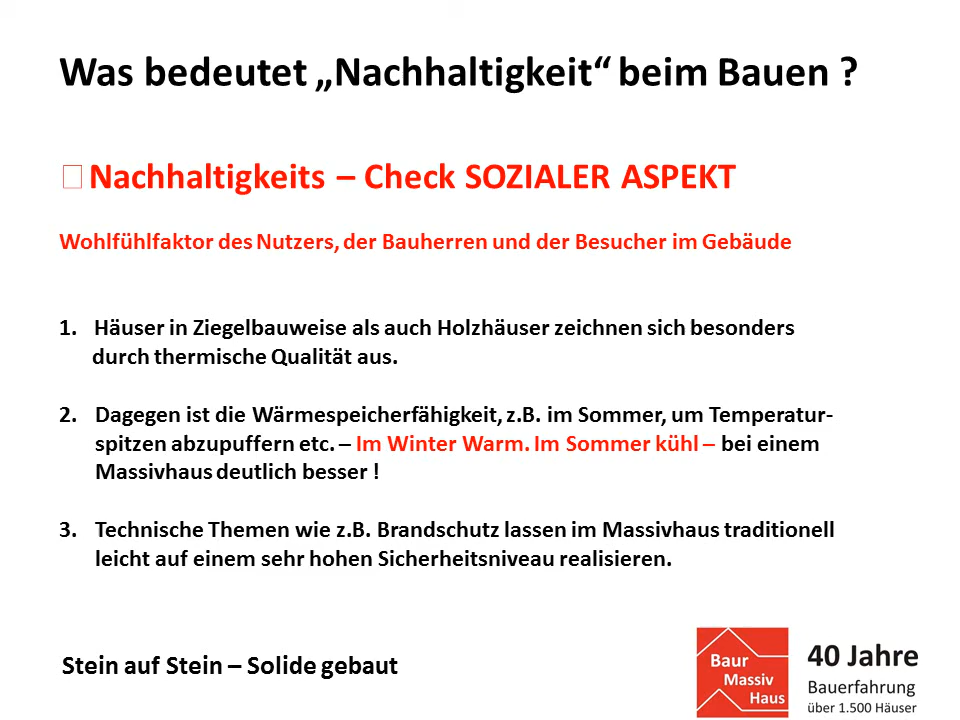 Was bedeutet „Nachhaltigkeit“ beim Bauen ?
Nachhaltigkeits – Check SOZIALER ASPEKT
Wohlfühlfaktor des Nutzers, der Bauherren und der Besucher im Gebäude
1. Häuser in Ziegelbauweise als auch Holzhäuser zeichnen sich besonders
durch thermische Qualität aus.
2. Dagegen ist die Wärmespeicherfähigkeit, z.B. im Sommer, um Temperatur-
spitzen abzupuffern etc. – Im Winter Warm. Im Sommer kühl – bei einem
Massivhaus deutlich besser !
3. Technische Themen wie z.B. Brandschutz lassen im Massivhaus traditionell
leicht auf einem sehr hohen Sicherheitsniveau realisieren.
Stein auf Stein – Solide gebaut
Baur
Massiv
Haus
40 Jahre
Bauerfahrung
über 1.500 Häuser